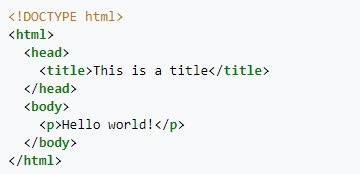 <!DOCTYPE html>
<html>
  <head>
    <title>This is a title</title>
  </head>
  <body>
    <p>Hello world!</p>
  </body>
</html>